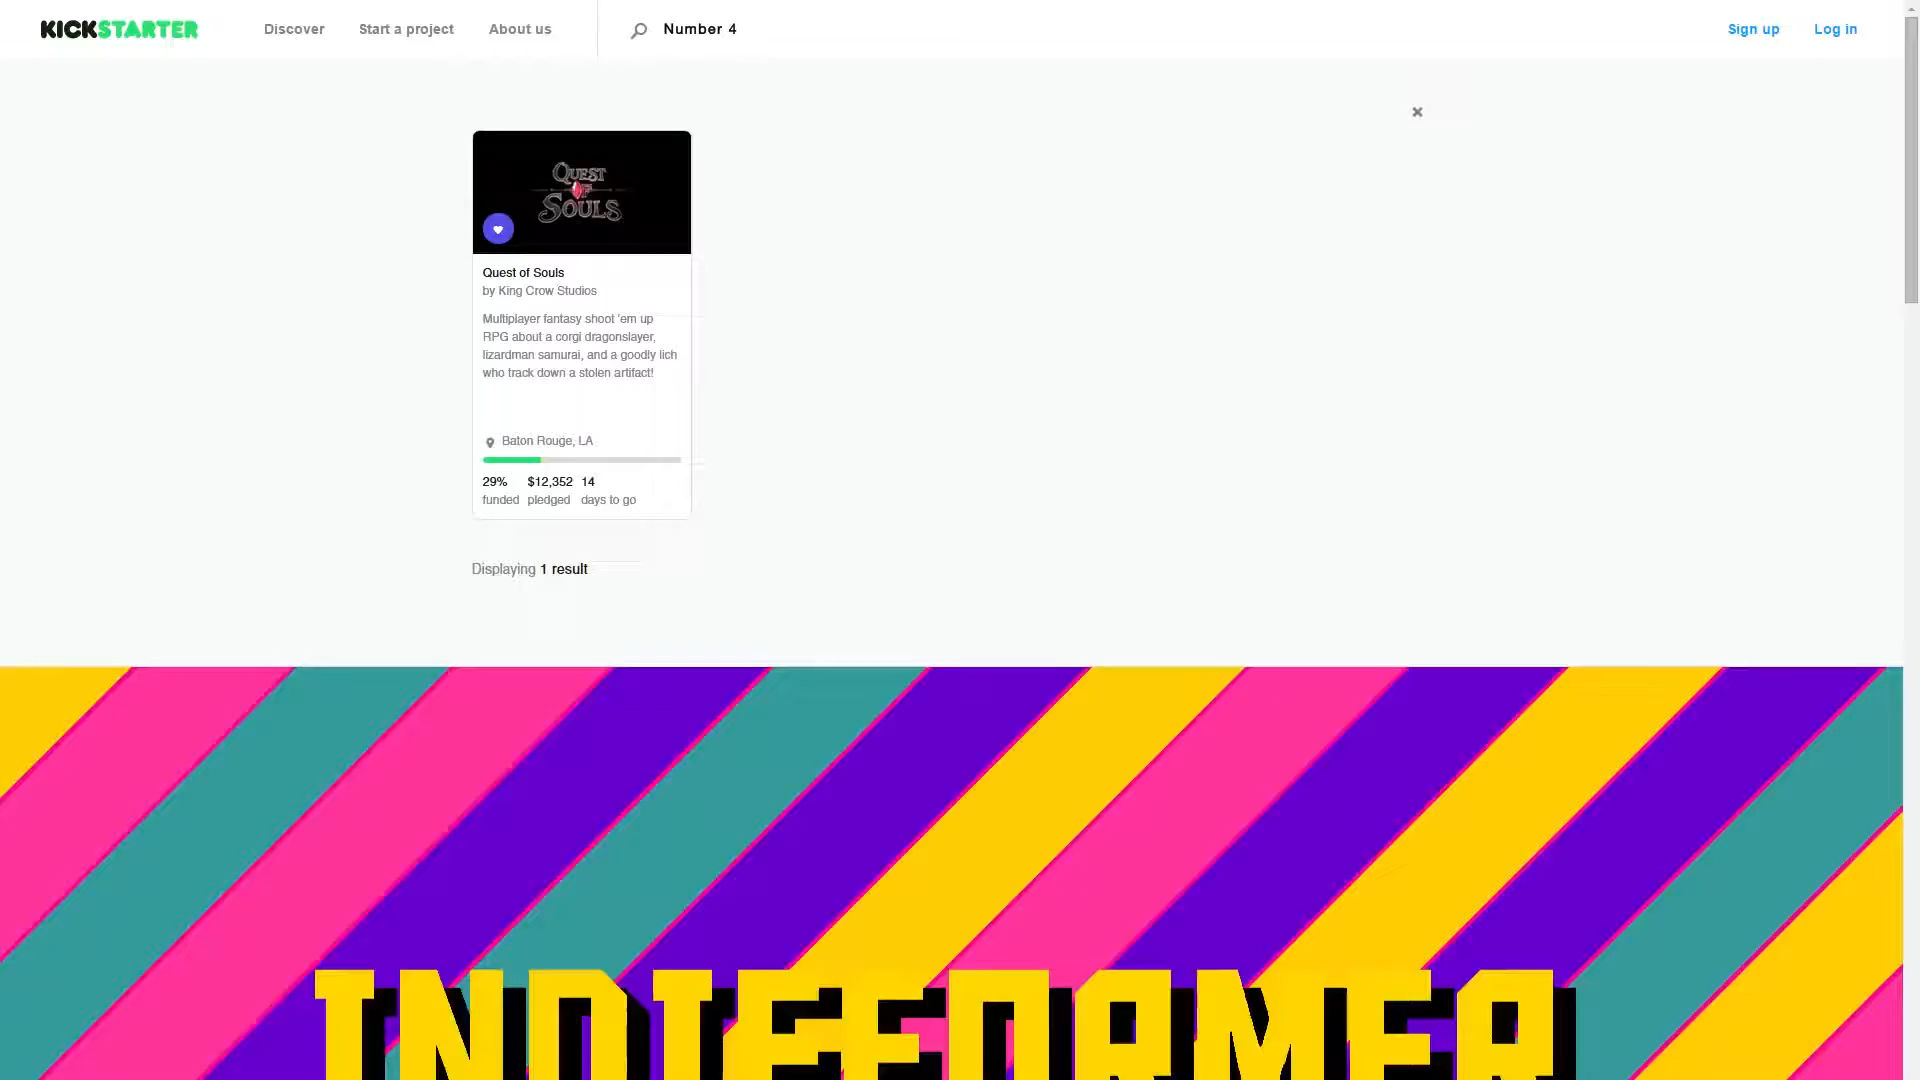 KICKSTARTER
Discover
Start a project
About us
Number 4
Sign up
Log in
QUEST
OF
SOULS
Quest of Souls
by King Crow Studios
Multiplayer fantasy shoot 'em up
RPG about a corgi dragonslayer,
lizardman samurai, and a goodly lich
who track down a stolen artifact!
Baton Rouge, LA
29% $12,352 14
funded pledged days to go
Displaying 1 result
INDIEFORMER